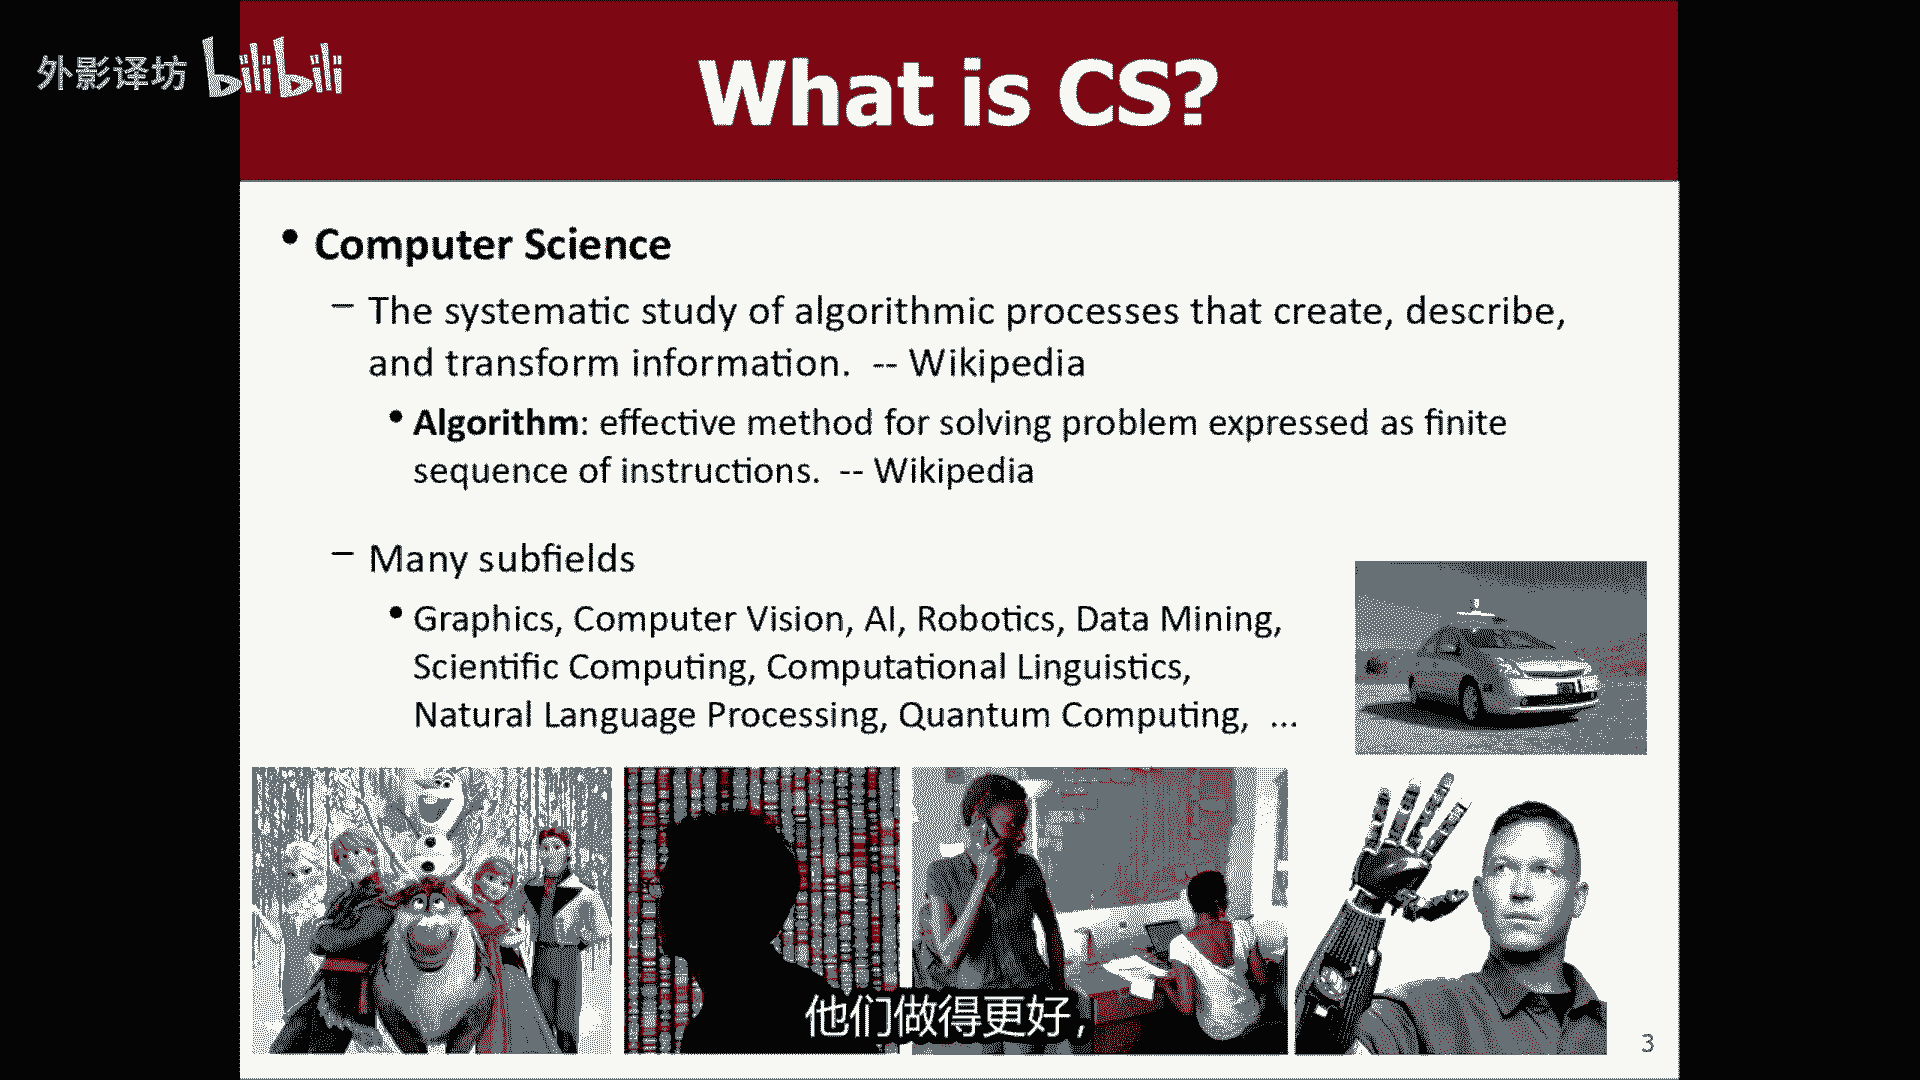 外影译坊 bilibili
What is CS?
• Computer Science
– The systematic study of algorithmic processes that create, describe,
and transform information. -- Wikipedia
• Algorithm: effective method for solving problem expressed as finite
sequence of instructions. -- Wikipedia
– Many subfields
• Graphics, Computer Vision, AI, Robotics, Data Mining,
Scientific Computing, Computational Linguistics,
Natural Language Processing, Quantum Computing, ...
他们做得更好,
3